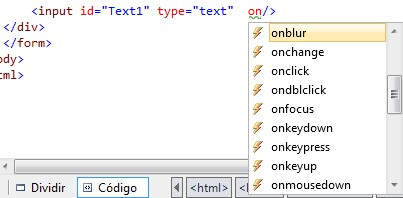 <input id="Text1" type="text"  on/>
</div>
</form>
ody>
tml>
onblur
onchange
onclick
ondblclick
onfocus
onkeydown
onkeypress
onkeyup
onmousedown
Dividir
Código
<html>